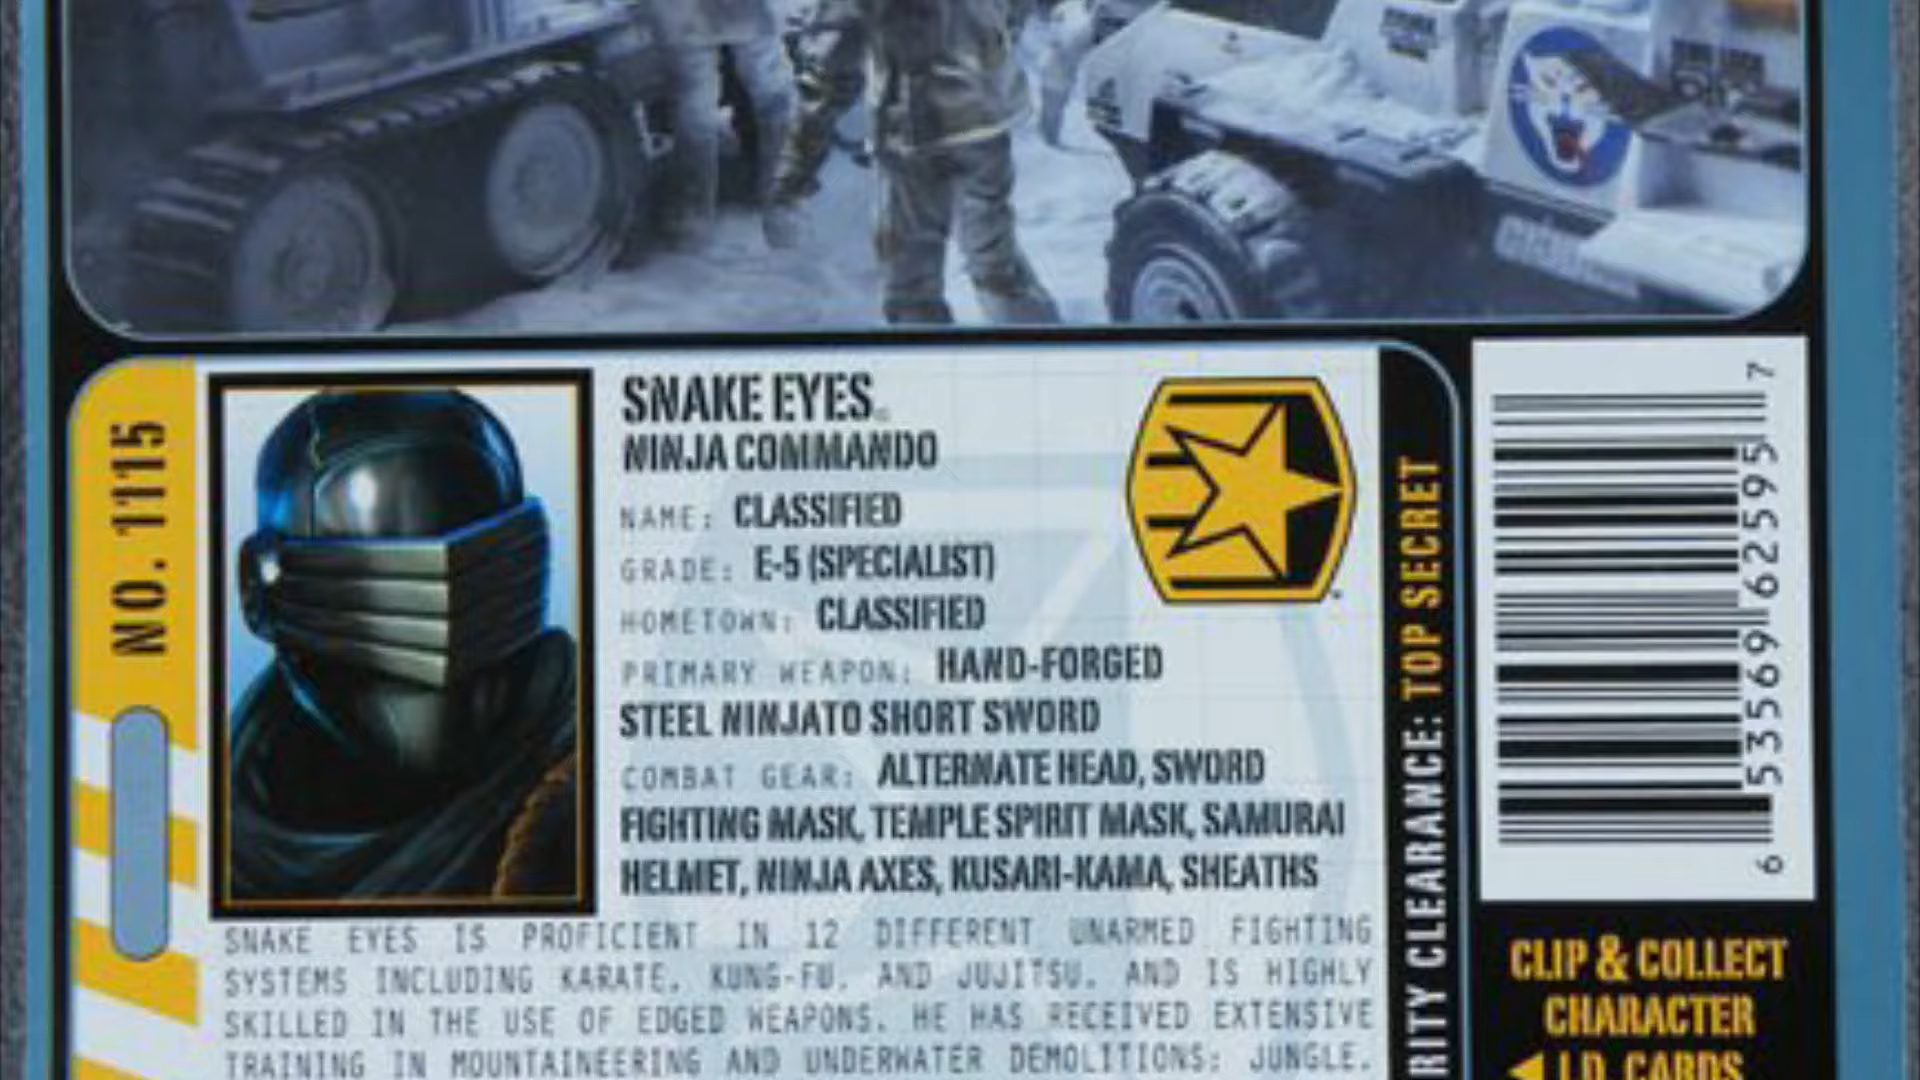 NO. 1115
SNAKE EYES
NINJA COMMANDO
NAME: CLASSIFIED
GRADE: E-5 (SPECIALIST)
HOMETOWN: CLASSIFIED
PRIMARY WEAPON: HAND-FORGED
STEEL NINJATO SHORT SWORD
COMBAT GEAR: ALTERNATE HEAD, SWORD
FIGHTING MASK, TEMPLE SPIRIT MASK, SAMURAI
HELMET, NINJA AXES, KUSARI-KAMA, SHEATHS
SNAKE EYES IS PROFICIENT IN 12 DIFFERENT UNARMED FIGHTING
SYSTEMS INCLUDING KARATE, KUNG-FU, AND JUJITSU, AND IS HIGHLY
SKILLED IN THE USE OF EDGED WEAPONS. HE HAS RECEIVED EXTENSIVE
TRAINING IN MOUNTAINEERING AND UNDERWATER DEMOLITIONS; JUNGLE,
RITY CLEARANCE: TOP SECRET
6 53569 62595 7
CLIP & COLLECT
CHARACTER
I.D. CARDS